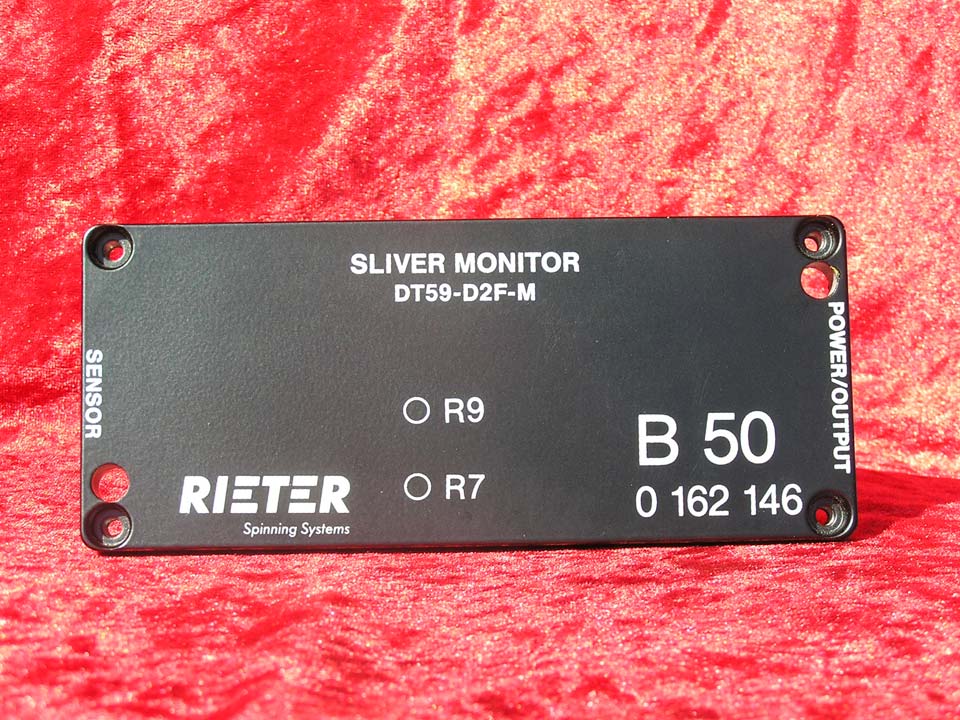 SLIVER MONITOR
DT59-D2F-M
SENSOR
POWER/OUTPUT
R9
R7
B 50
0 162 146
RIETER
Spinning Systems